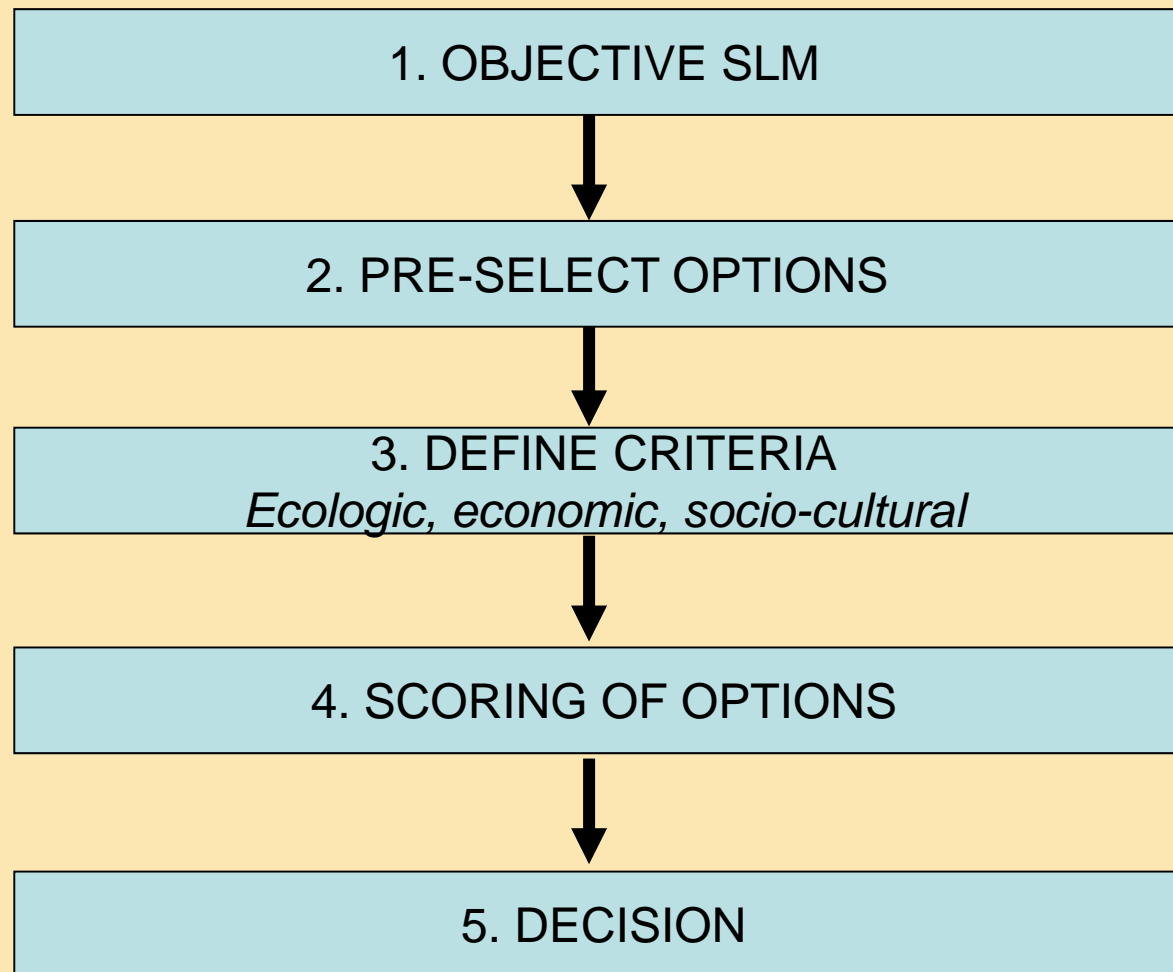 1. OBJECTIVE SLM
2. PRE-SELECT OPTIONS
3. DEFINE CRITERIA
Ecologic, economic, socio-cultural
4. SCORING OF OPTIONS
5. DECISION